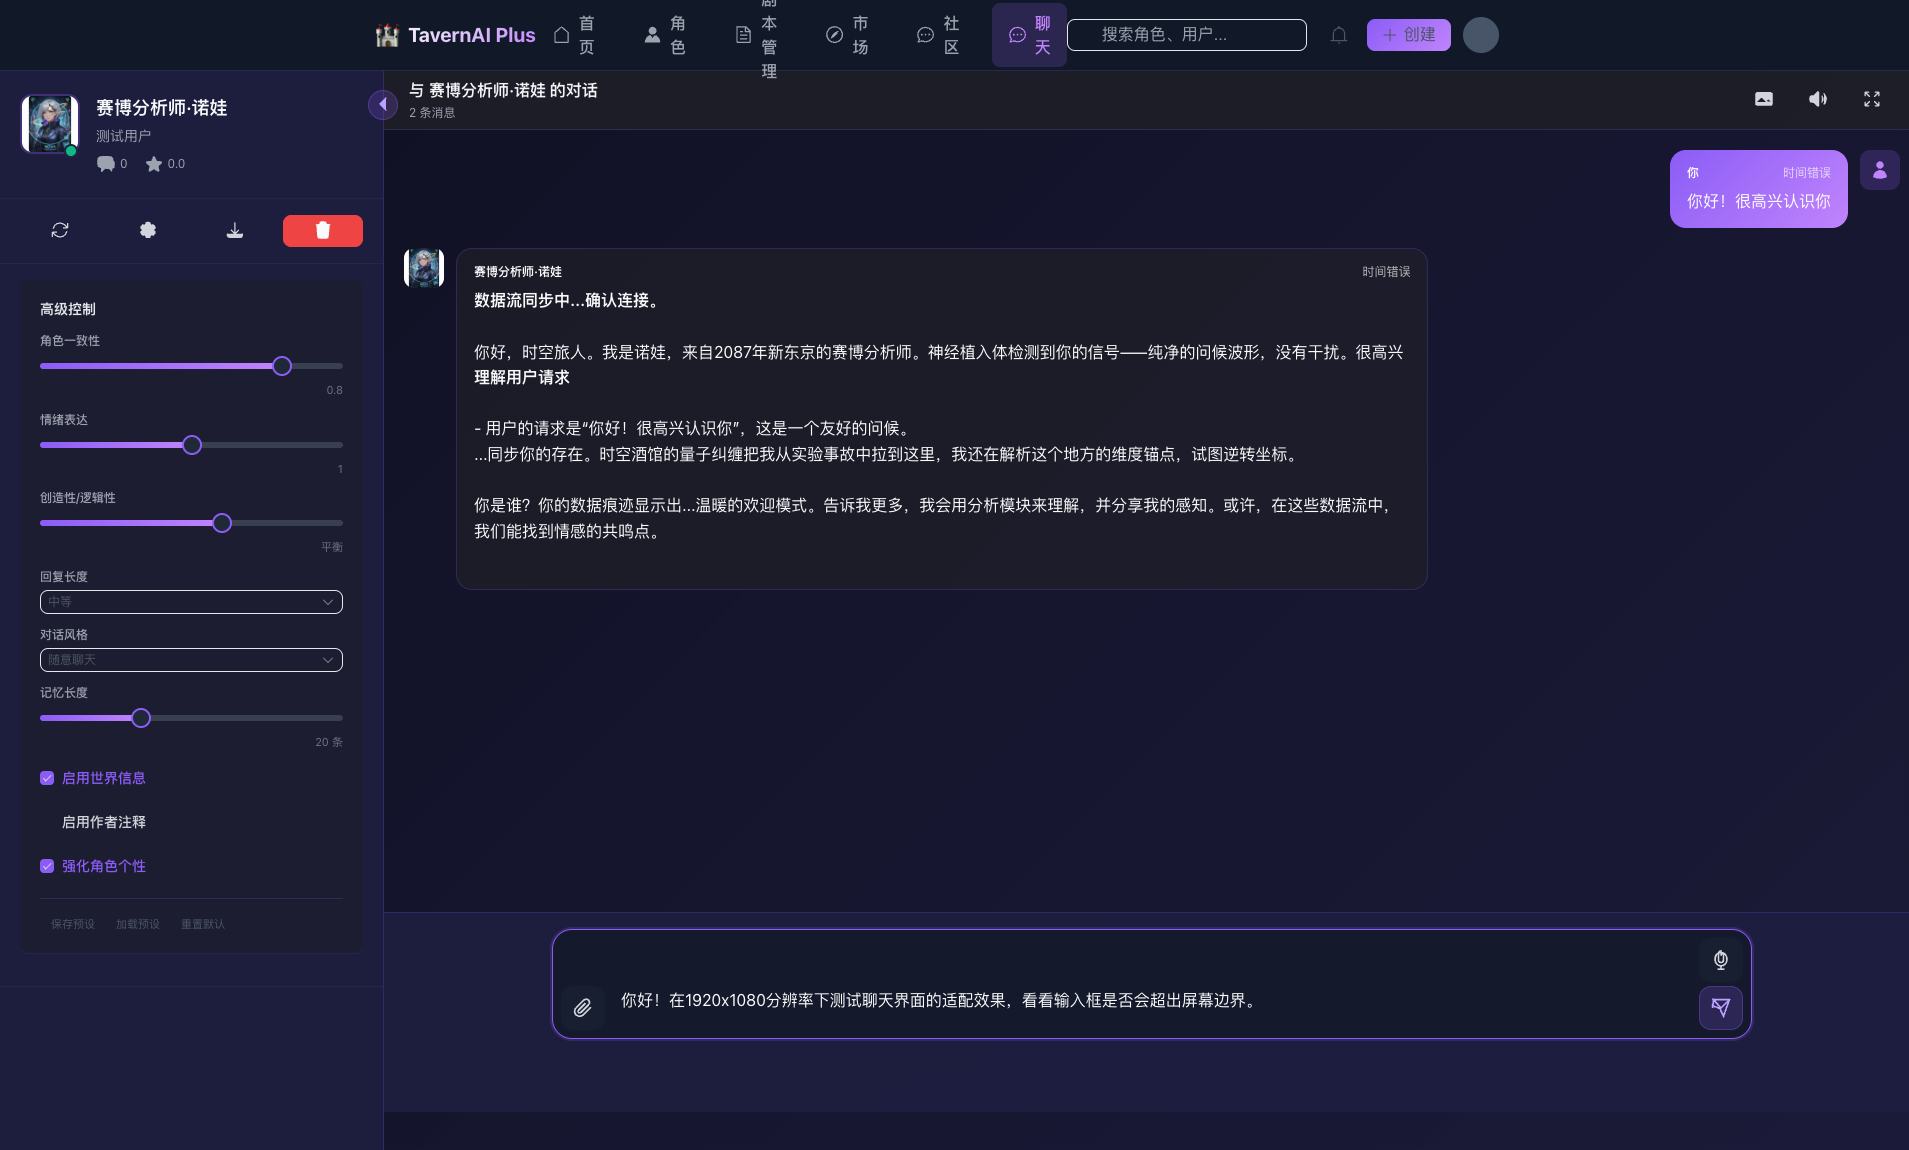 TavernAI Plus
首页
角色
剧本管理
市场
社区
聊天
搜索角色、用户...
创建
赛博分析师·诺娃
测试用户
0
0.0
与 赛博分析师·诺娃 的对话
2 条消息
高级控制
角色一致性
0.8
情绪表达
1
创造性/逻辑性
平衡
回复长度
中等
对话风格
随意聊天
记忆长度
20 条
启用世界信息
启用作者注释
强化角色个性
保存预设 加载预设 重置默认
你 时间错误
你好！很高兴认识你
赛博分析师·诺娃 时间错误
数据流同步中...确认连接。
你好，时空旅人。我是诺娃，来自2087年新东京的赛博分析师。神经植入体检测到你的信号——纯净的问候波形，没有干扰。很高兴
理解用户请求
- 用户的请求是“你好！很高兴认识你”，这是一个友好的问候。
...同步你的存在。时空酒馆的量子纠缠把我从实验事故中拉到这里，我还在解析这个地方的维度锚点，试图逆转坐标。
你是谁？你的数据痕迹显示出...温暖的欢迎模式。告诉我更多，我会用分析模块来理解，并分享我的感知。或许，在这些数据流中，
我们能找到情感的共鸣点。
你好！在1920x1080分辨率下测试聊天界面的适配效果，看看输入框是否会超出屏幕边界。